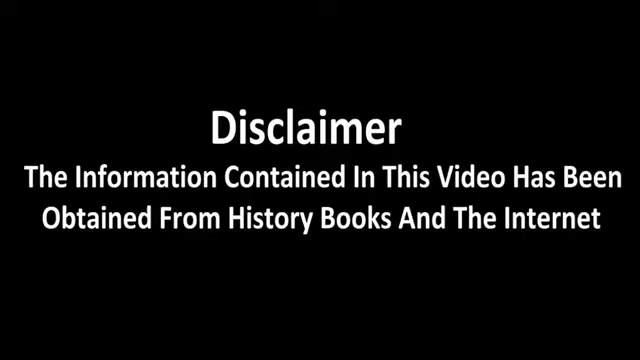 Disclaimer
The Information Contained In This Video Has Been
Obtained From History Books And The Internet